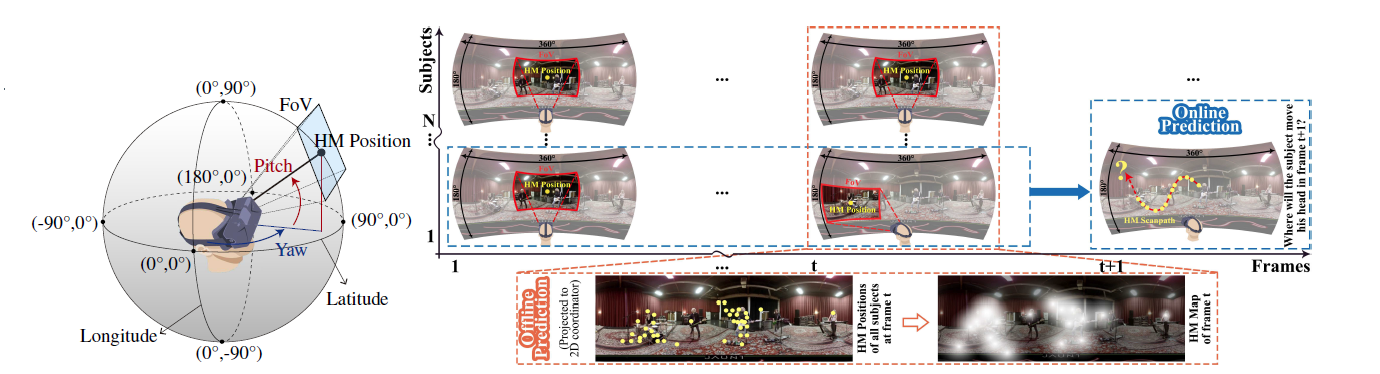 (0°,90°)
FoV
HM Position
Pitch
(180°,0°)
(-90°,0°)
(90°,0°)
(0°,0°)
Yaw
Latitude
Longitude
(0°,-90°)
Subjects
N
1
360°
180°
FoV
HM Position
...
360°
180°
FoV
HM Position
...
360°
180°
FoV
HM Position
...
360°
180°
FoV
HM Position
Online
Prediction
360°
180°
?
HM Scanpath
Where will the subject move
his head in frame t+1?
1
...
t
t+1
Frames
Online
Prediction
(Projected to
2D coordinator)
JAUNT
HM Positions
of all subjects
at frame t
JAUNT
HM Map
of frame t